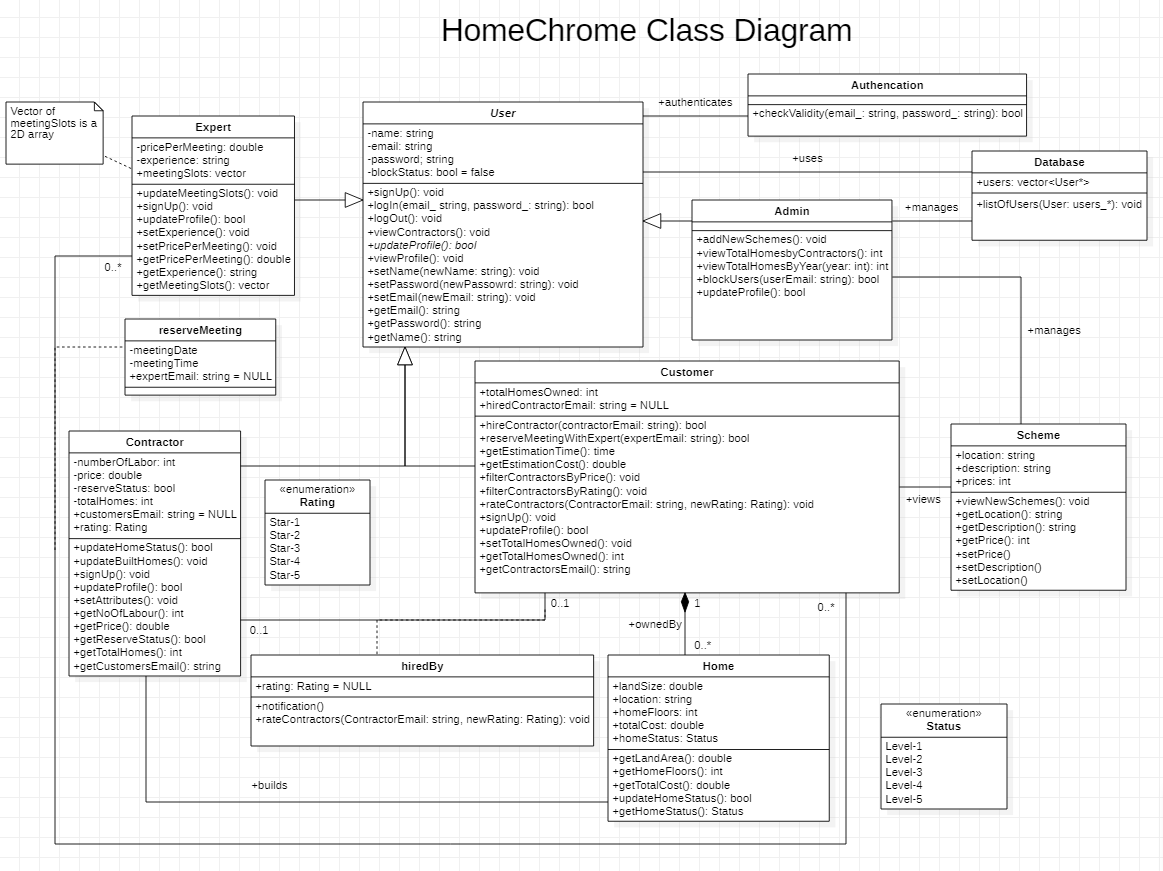 HomeChrome Class Diagram
Vector of
meetingSlots is a
2D array
Expert
-pricePerMeeting: double
-experience: string
+meetingSlots: vector
+updateMeetingSlots(): void
+signUp(): void
+updateProfile(): bool
+setExperience(): void
+setPricePerMeeting(): void
+getPricePerMeeting(): double
+getExperience(): string
+getMeetingSlots(): vector
0..*
User
-name: string
-email: string
-password; string
-blockStatus: bool = false
+signUp(): void
+logIn(email_ string, password_: string): bool
+logOut(): void
+viewContractors(): void
+updateProfile(): bool
+viewProfile(): void
+setName(newName: string): void
+setPassword(newPassowrd: string): void
+setEmail(newEmail: string): void
+getEmail(): string
+getPassword(): string
+getName(): string
+authenticates
Authencation
+checkValidity(email_: string, password_: string): bool
+uses
Database
+users: vector<User*>
+listOfUsers(User: users_*): void
+manages
Admin
+addNewSchemes(): void
+viewTotalHomesbyContractors(): int
+viewTotalHomesByYear(year: int): int
+blockUsers(userEmail: string): bool
+updateProfile(): bool
+manages
reserveMeeting
-meetingDate
-meetingTime
+expertEmail: string = NULL
Customer
+totalHomesOwned: int
+hiredContractorEmail: string = NULL
+hireContractor(contractorEmail: string): bool
+reserveMeetingWithExpert(expertEmail: string): bool
+getEstimationTime(): time
+getEstimationCost(): double
+filterContractorsByPrice(): void
+filterContractorsByRating(): void
+rateContractors(ContractorEmail: string, newRating: Rating): void
+signUp(): void
+updateProfile(): bool
+setTotalHomesOwned(): void
+getTotalHomesOwned(): int
+getContractorsEmail(): string
Scheme
+location: string
+description: string
+prices: int
+viewNewSchemes(): void
+getLocation(): string
+getDescription(): string
+getPrice(): int
+setPrice()
+setDescription()
+setLocation()
+views
Contractor
-numberOfLabor: int
-price: double
-reserveStatus: bool
-totalHomes: int
+customersEmail: string = NULL
+rating: Rating
+updateHomeStatus(): bool
+updateBuiltHomes(): void
+signUp(): void
+updateProfile(): bool
+setAttributes(): void
+getNoOfLabour(): int
+getPrice(): double
+getReserveStatus(): bool
+getTotalHomes(): int
+getCustomersEmail(): string
«enumeration»
Rating
Star-1
Star-2
Star-3
Star-4
Star-5
0..1
0..1
1
0..*
+ownedBy
0..*
hiredBy
+rating: Rating = NULL
+notification()
+rateContractors(ContractorEmail: string, newRating: Rating): void
Home
+landSize: double
+location: string
+homeFloors: int
+totalCost: double
+homeStatus: Status
+getLandArea(): double
+getHomeFloors(): int
+getTotalCost(): double
+updateHomeStatus(): bool
+getHomeStatus(): Status
+builds
«enumeration»
Status
Level-1
Level-2
Level-3
Level-4
Level-5